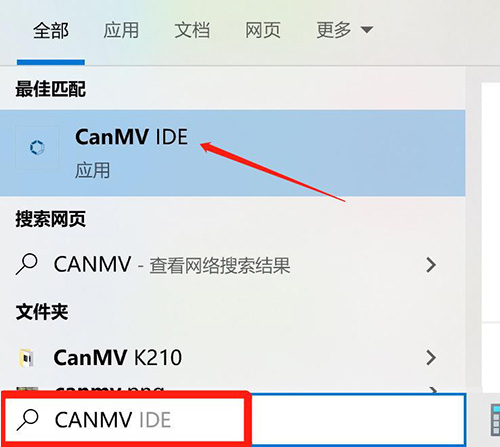 全部 应用 文档 网页 更多
最佳匹配
CanMV IDE
应用
搜索网页
CANMV - 查看网络搜索结果
文件夹
CanMV K210
canmv.png
CANMV IDE